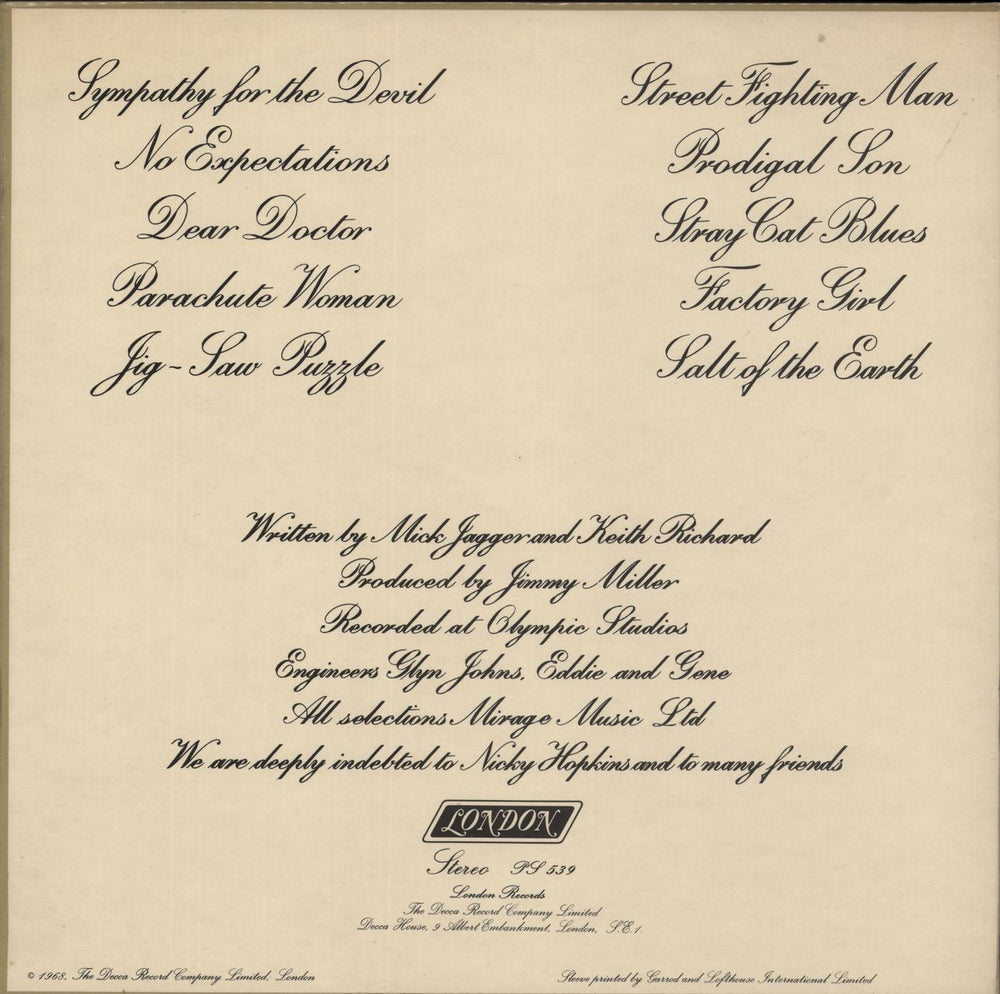 Sympathy for the Devil
No Expectations
Dear Doctor
Parachute Woman
Jig-Saw Puzzle
Street Fighting Man
Prodigal Son
Stray Cat Blues
Factory Girl
Salt of the Earth
Written by Mick Jagger and Keith Richard
Produced by Jimmy Miller
Recorded at Olympic Studios
Engineers Glyn Johns, Eddie and Gene
All selections Mirage Music Ltd
We are deeply indebted to Nicky Hopkins and to many friends
LONDON
Stereo PS 539
London Records
The Decca Record Company Limited
Decca House, 9 Albert Embankment, London, S.E.1.
© 1968, The Decca Record Company Limited, London
Sleeve printed by Garrod and Lofthouse International Limited